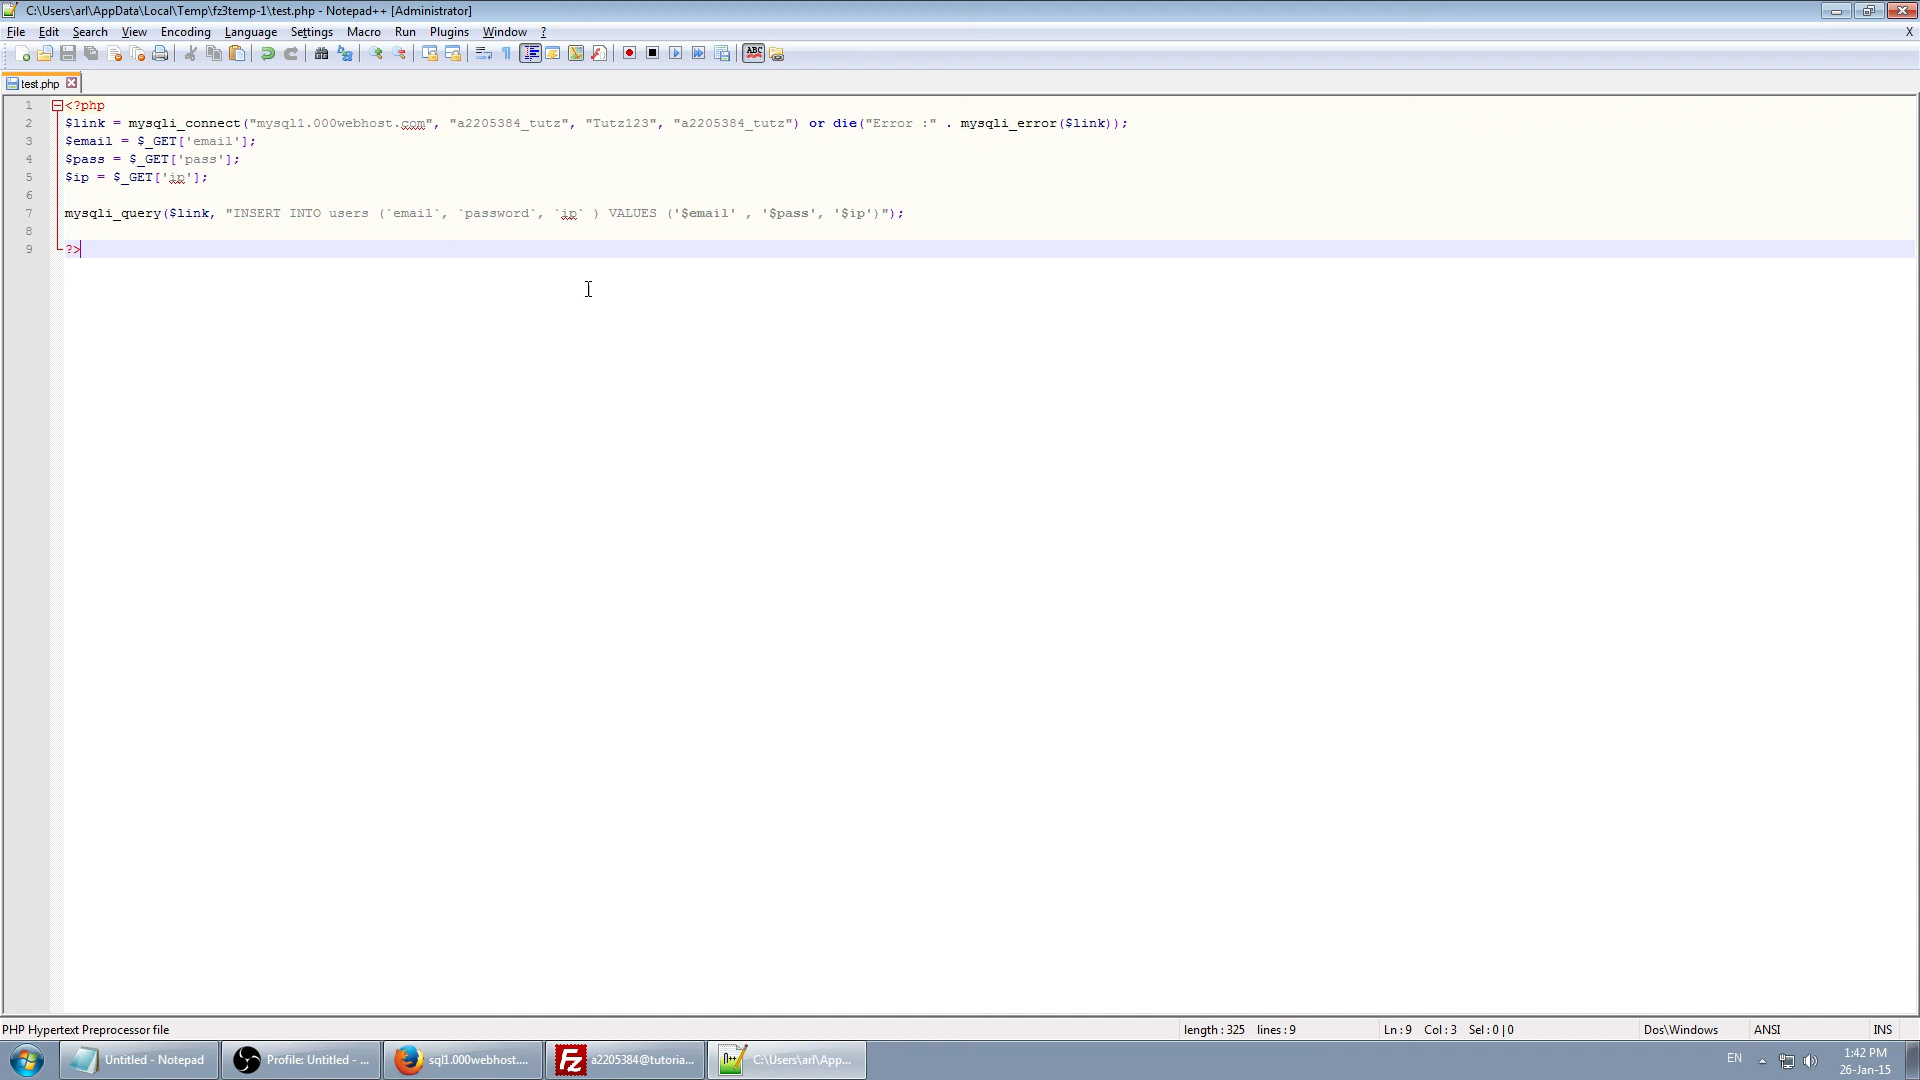 C:\Users\arl\AppData\Local\Temp\fz3temp-1\test.php - Notepad++ [Administrator]
File Edit Search View Encoding Language Settings Macro Run Plugins Window ? X
ABC
test.php
1 <?php
2 $link = mysqli_connect("mysql1.000webhost.com", "a2205384_tutz", "Tutz123", "a2205384_tutz") or die("Error :" . mysqli_error($link));
3 $email = $_GET['email'];
4 $pass = $_GET['pass'];
5 $ip = $_GET['ip'];
6
7 mysqli_query($link, "INSERT INTO users (`email`, `password`, `ip` ) VALUES ('$email' , '$pass', '$ip')");
8
9 ?>
PHP Hypertext Preprocessor file length : 325 lines : 9 Ln : 9 Col : 3 Sel : 0 | 0 Dos\Windows ANSI INS
Untitled - Notepad Profile: Untitled - ... sql1.000webhost.... a2205384@tutoria... C:\Users\arl\App... EN 1:42 PM
26-Jan-15